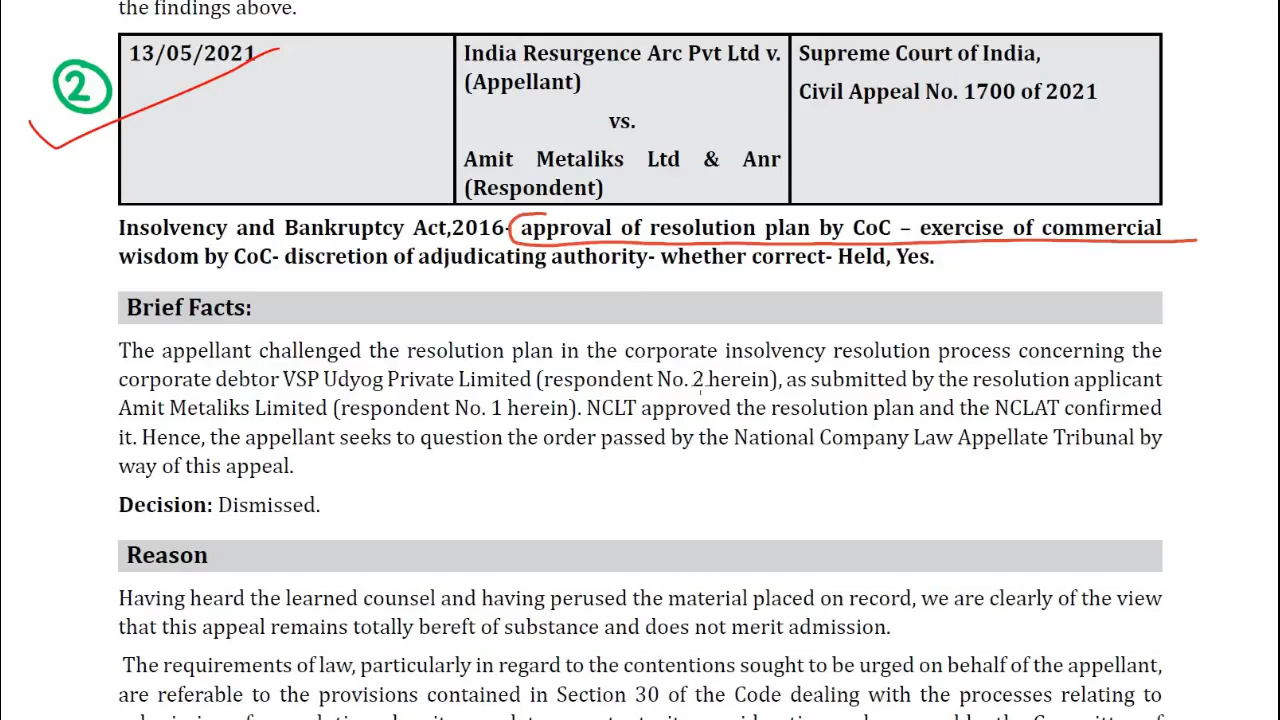 the findings above.
2
13/05/2021
India Resurgence Arc Pvt Ltd v.
(Appellant)
vs.
Amit Metaliks Ltd & Anr
(Respondent)
Supreme Court of India,
Civil Appeal No. 1700 of 2021
Insolvency and Bankruptcy Act,2016- approval of resolution plan by CoC – exercise of commercial
wisdom by CoC- discretion of adjudicating authority- whether correct- Held, Yes.
Brief Facts:
The appellant challenged the resolution plan in the corporate insolvency resolution process concerning the
corporate debtor VSP Udyog Private Limited (respondent No. 2 herein), as submitted by the resolution applicant
Amit Metaliks Limited (respondent No. 1 herein). NCLT approved the resolution plan and the NCLAT confirmed
it. Hence, the appellant seeks to question the order passed by the National Company Law Appellate Tribunal by
way of this appeal.
Decision: Dismissed.
Reason
Having heard the learned counsel and having perused the material placed on record, we are clearly of the view
that this appeal remains totally bereft of substance and does not merit admission.
The requirements of law, particularly in regard to the contentions sought to be urged on behalf of the appellant,
are referable to the provisions contained in Section 30 of the Code dealing with the processes relating to